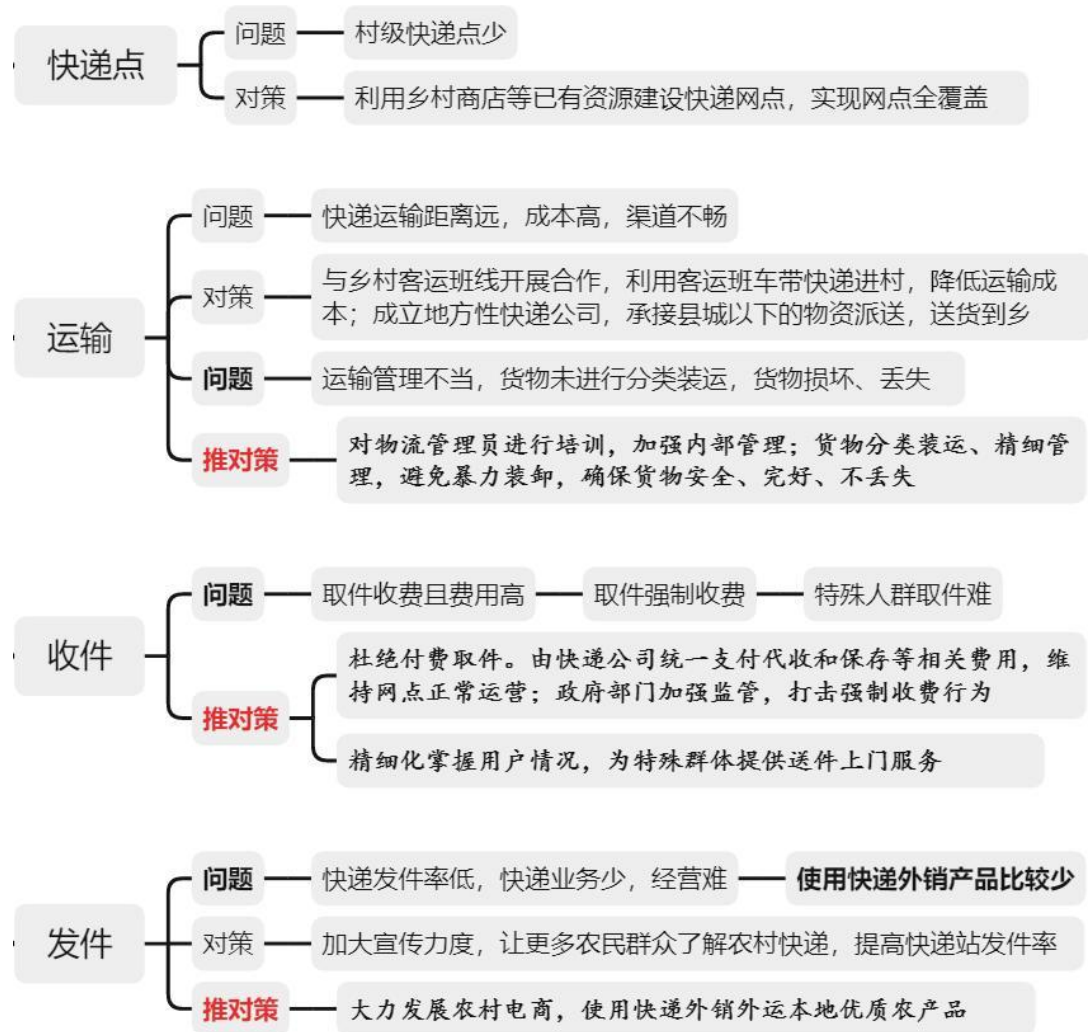 快递点
问题
村级快递点少
对策
利用乡村商店等已有资源建设快递网点，实现网点全覆盖
运输
问题
快递运输距离远，成本高，渠道不畅
对策
与乡村客运班线开展合作，利用客运班车带快递进村，降低运输成
本；成立地方性快递公司，承接县城以下的物资派送，送货到乡
问题
运输管理不当，货物未进行分类装运，货物损坏、丢失
推对策
对物流管理员进行培训，加强内部管理；货物分类装运、精细管
理，避免暴力装卸，确保货物安全、完好、不丢失
收件
问题
取件收费且费用高
取件强制收费
特殊人群取件难
推对策
杜绝付费取件。由快递公司统一支付代收和保存等相关费用，维
持网点正常运营；政府部门加强监管，打击强制收费行为
精细化掌握用户情况，为特殊群体提供送件上门服务
发件
问题
快递发件率低，快递业务少，经营难
使用快递外销产品比较少
对策
加大宣传力度，让更多农民群众了解农村快递，提高快递站发件率
推对策
大力发展农村电商，使用快递外销外运本地优质农产品